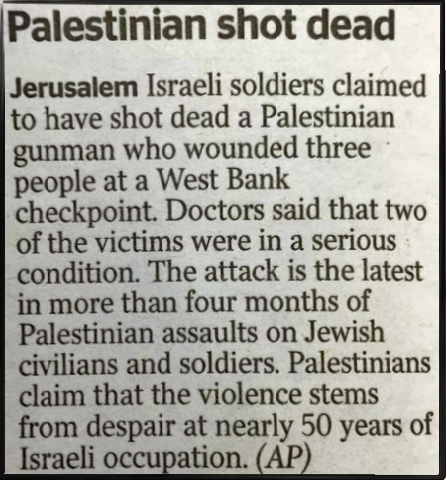 Palestinian shot dead
Jerusalem Israeli soldiers claimed
to have shot dead a Palestinian
gunman who wounded three
people at a West Bank
checkpoint. Doctors said that two
of the victims were in a serious
condition. The attack is the latest
in more than four months of
Palestinian assaults on Jewish
civilians and soldiers. Palestinians
claim that the violence stems
from despair at nearly 50 years of
Israeli occupation. (AP)